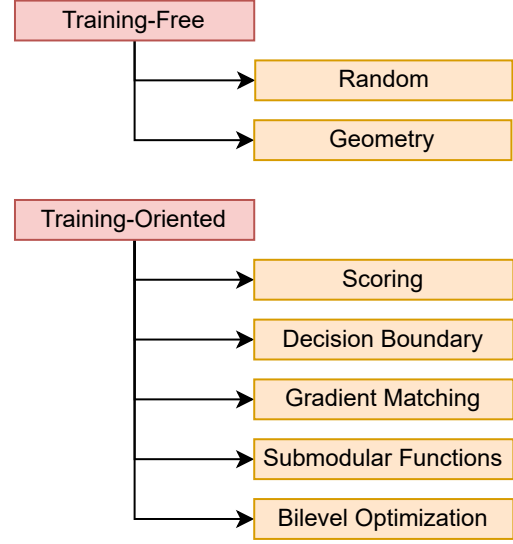 Training-Free
Random
Geometry
Training-Oriented
Scoring
Decision Boundary
Gradient Matching
Submodular Functions
Bilevel Optimization